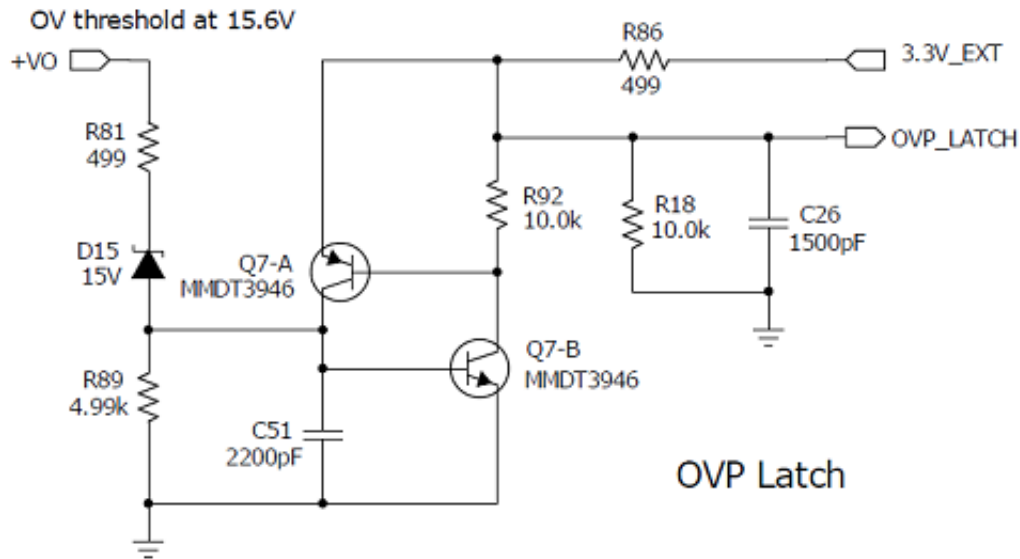 OV threshold at 15.6V
+VO
R86
499
3.3V_EXT
R81
499
OVP_LATCH
R92
10.0k
R18
10.0k
C26
1500pF
D15
15V
Q7-A
MMDT3946
Q7-B
MMDT3946
R89
4.99k
C51
2200pF
OVP Latch